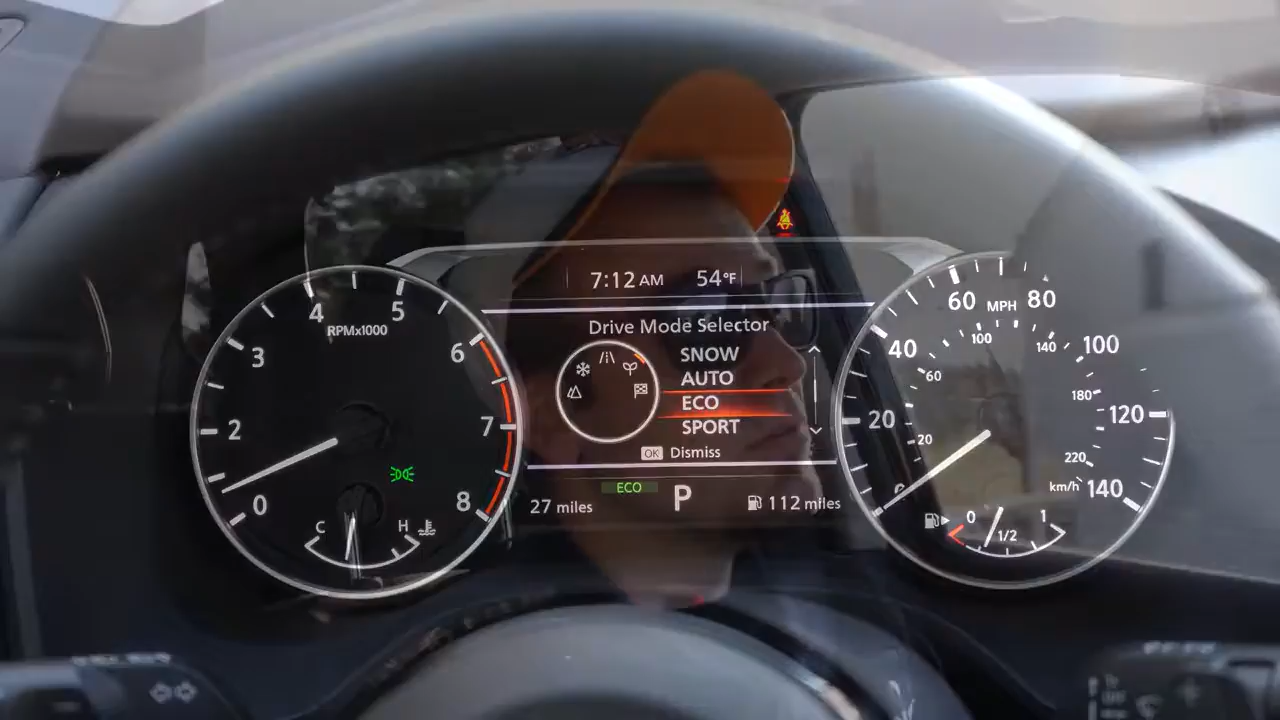 7:12 AM 54°F
Drive Mode Selector
SNOW
AUTO
ECO
SPORT
OK Dismiss
ECO
27 miles P 112 miles
4 5
RPMx1000
3 6
2 7
0 8
C H
60 MPH 80
40 100 140 100
60 180
20 120
20 220
0 km/h 140
0 1/2 1